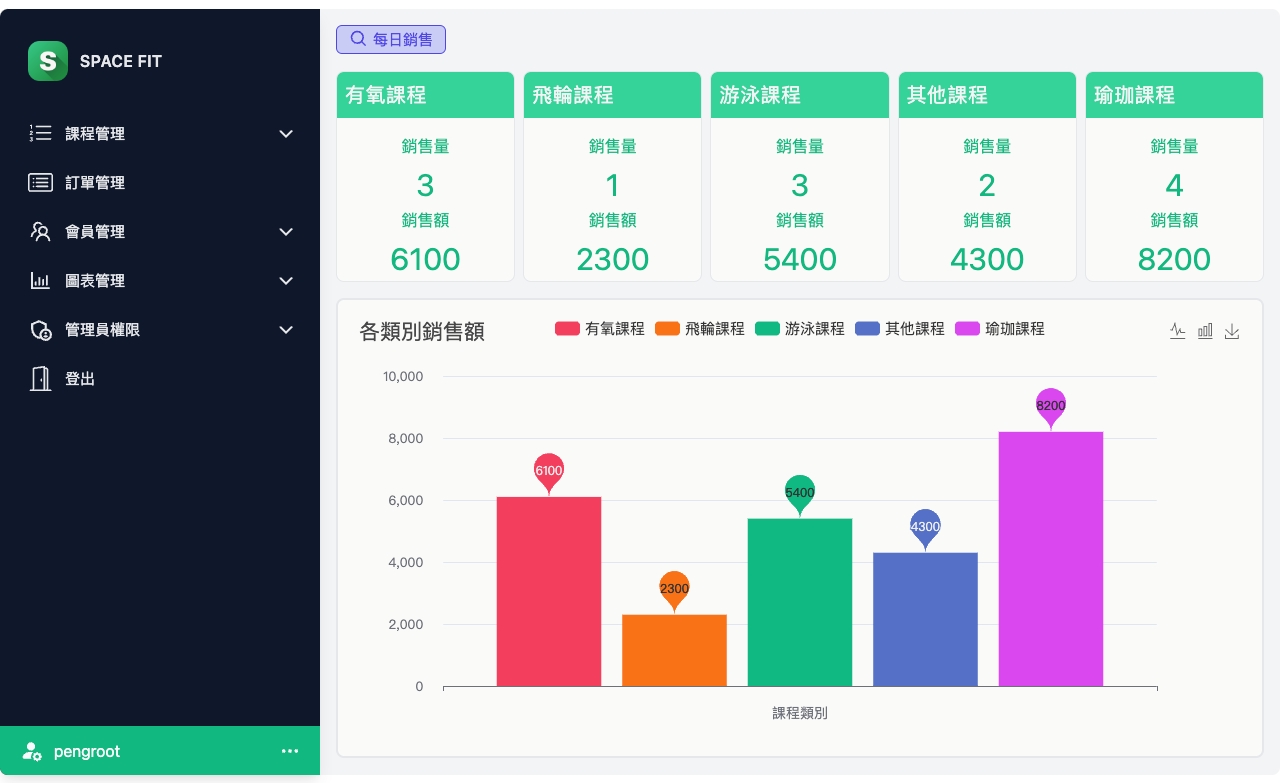 S
SPACE FIT
課程管理
訂單管理
會員管理
圖表管理
管理員權限
登出
pengroot
每日銷售
有氧課程
銷售量
3
銷售額
6100
飛輪課程
銷售量
1
銷售額
2300
游泳課程
銷售量
3
銷售額
5400
其他課程
銷售量
2
銷售額
4300
瑜珈課程
銷售量
4
銷售額
8200
各類別銷售額
有氧課程 飛輪課程 游泳課程 其他課程 瑜珈課程
10,000
8,000
6,000
4,000
2,000
0
6100
2300
5400
4300
8200
課程類別